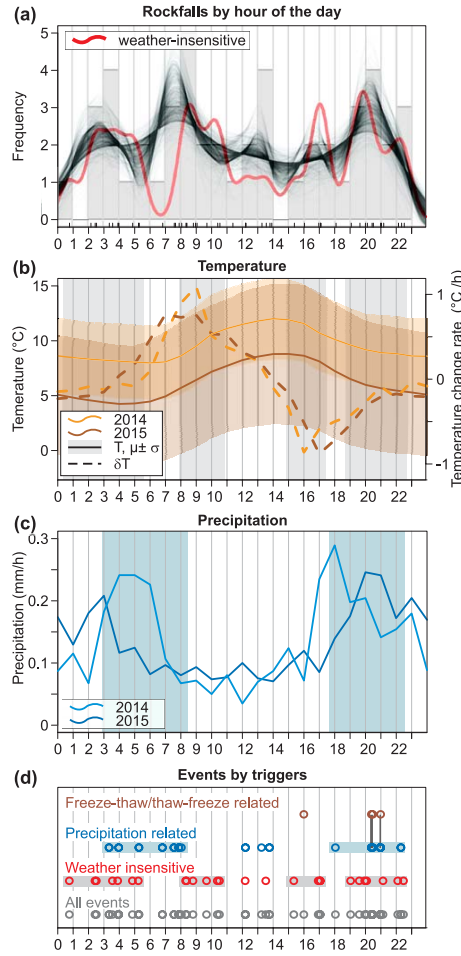 (a) Rockfalls by hour of the day
weather-insensitive
Frequency
5
4
3
2
1
0
0 1 2 3 4 5 6 7 8 10 12 14 16 18 20 22
(b) Temperature
Temerature (°C)
15
10
5
0
Temperature change rate (°C /h)
1
0
-1
2014
2015
T, μ± σ
δT
0 1 2 3 4 5 6 7 8 10 12 14 16 18 20 22
(c) Precipitation
Precipitation (mm/h)
0.3
0.2
0.1
0
2014
2015
0 1 2 3 4 5 6 7 8 10 12 14 16 18 20 22
(d) Events by triggers
Freeze-thaw/thaw-freeze related
Precipitation related
Weather insensitive
All events
0 1 2 3 4 5 6 7 8 10 12 14 16 18 20 22